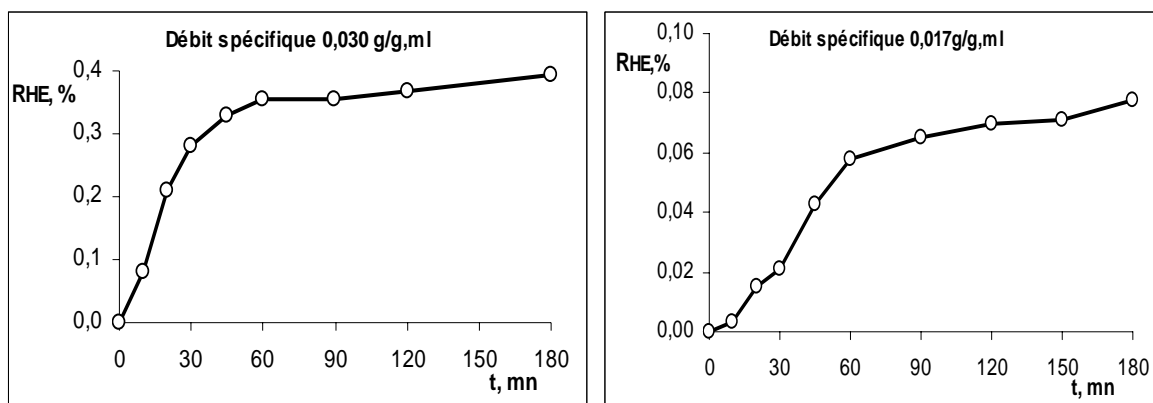 Débit spécifique 0,030 g/g,ml
RHE, %
0,4
0,3
0,2
0,1
0,0
0 30 60 90 120 150 180
t, mn
Débit spécifique 0,017g/g,ml
RHE,%
0,10
0,08
0,06
0,04
0,02
0,00
0 30 60 90 120 150 180
t, mn